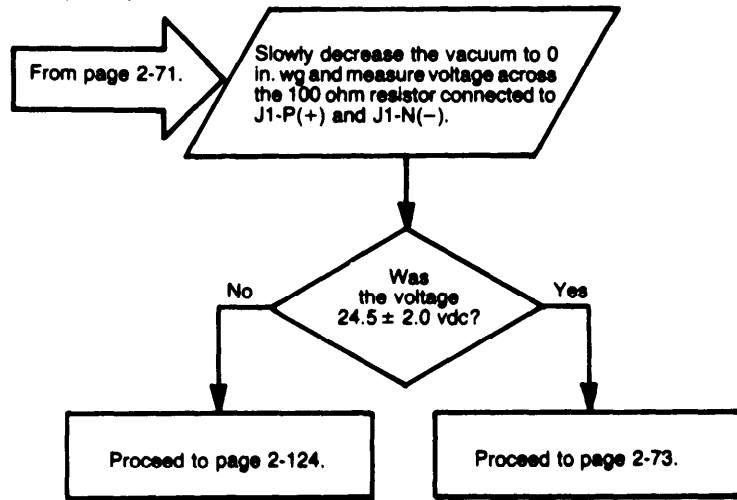 From page 2-71.
Slowly decrease the vacuum to 0
in. wg and measure voltage across
the 100 ohm resistor connected to
J1-P(+) and J1-N(−).
Was
the voltage
24.5 ± 2.0 vdc?
No
Yes
Proceed to page 2-124.
Proceed to page 2-73.